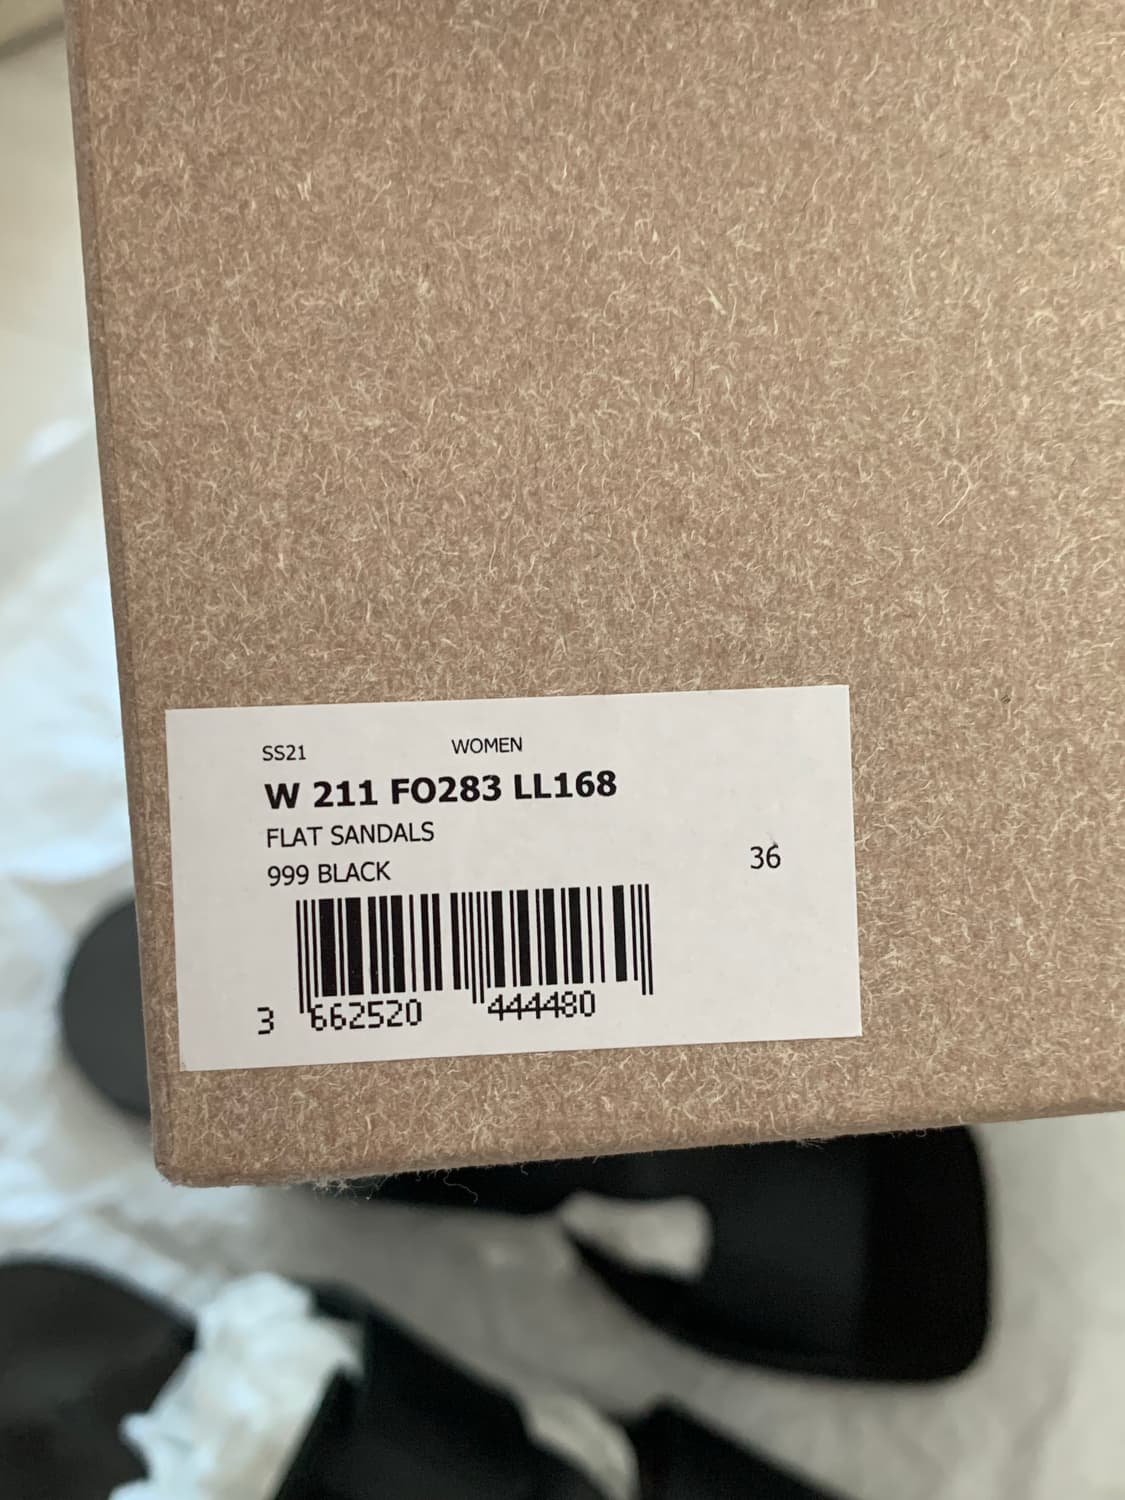 SS21 WOMEN
W 211 FO283 LL168
FLAT SANDALS
999 BLACK 36
3 662520 444480